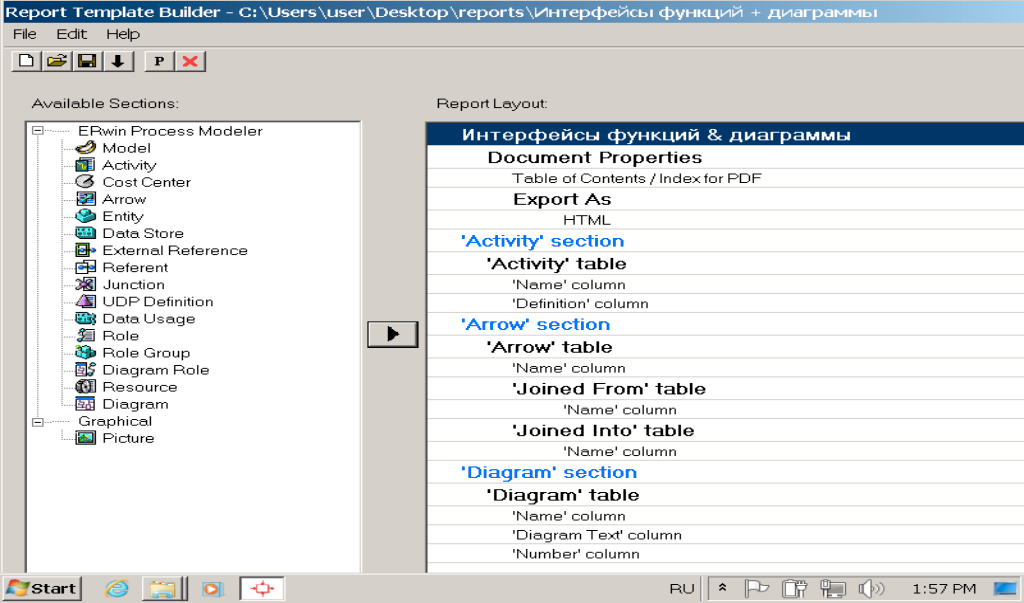 Report Template Builder - C:\Users\user\Desktop\reports\Интерфейсы функций + диаграммы
File Edit Help
P
Available Sections:
ERwin Process Modeler
Model
Activity
Cost Center
Arrow
Entity
Data Store
External Reference
Referent
Junction
UDP Definition
Data Usage
Role
Role Group
Diagram Role
Resource
Diagram
Graphical
Picture
Report Layout:
Интерфейсы функций & диаграммы
Document Properties
Table of Contents / Index for PDF
Export As
HTML
'Activity' section
'Activity' table
'Name' column
'Definition' column
'Arrow' section
'Arrow' table
'Name' column
'Joined From' table
'Name' column
'Joined Into' table
'Name' column
'Diagram' section
'Diagram' table
'Name' column
'Diagram Text' column
'Number' column
Start
RU
1:57 PM